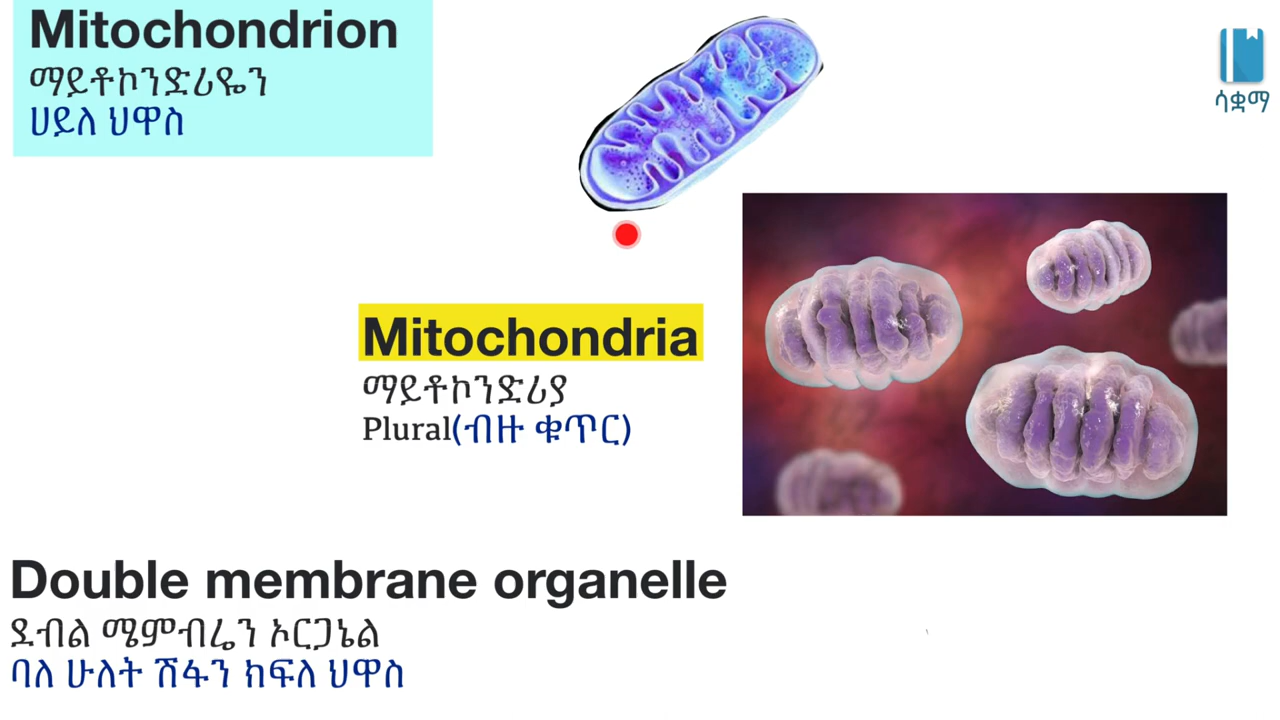 Mitochondrion
ማይቶኮንድሪዬን
ሀይለ ህዋስ
ሳቋማ
Mitochondria
ማይቶኮንድሪያ
Plural(ብዙ ቁጥር)
Double membrane organelle
ደብል ሜምብሬን ኦርጋኔል
ባለ ሁለት ሽፋን ክፍለ ህዋስ